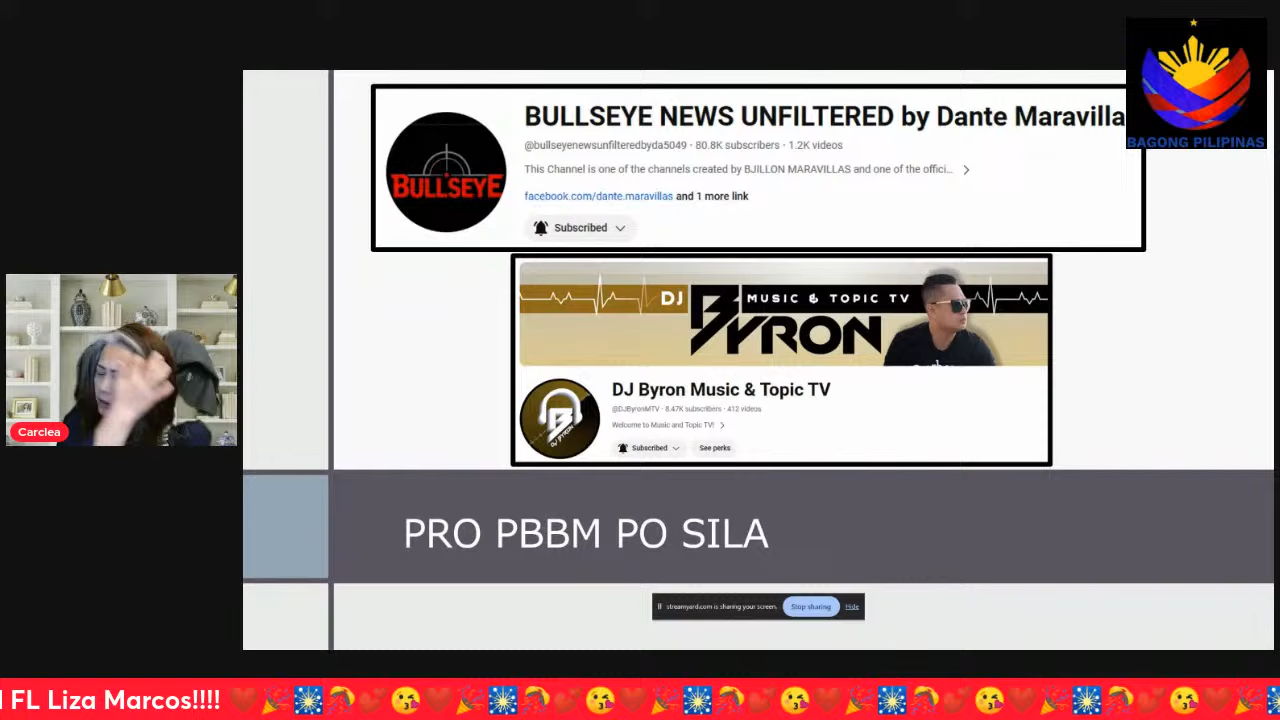 BULLSEYE NEWS UNFILTERED by Dante Maravilla
@bullseyenewsunfilteredbyda5049 · 80.8K subscribers · 1.2K videos
This Channel is one of the channels created by BJILLON MARAVILLAS and one of the offici...
facebook.com/dante.maravillas and 1 more link
Subscribed
BULLSEYE
BAGONG PILIPINAS
DJ BYRON MUSIC & TOPIC TV
DJ Byron Music & Topic TV
@DJByronMTV · 8.47K subscribers · 412 videos
Welcome to Music and Topic TV!
Subscribed See perks
B
DJ BYRON
Carclea
PRO PBBM PO SILA
streamyard.com is sharing your screen. Stop sharing Hide
FL Liza Marcos!!!!